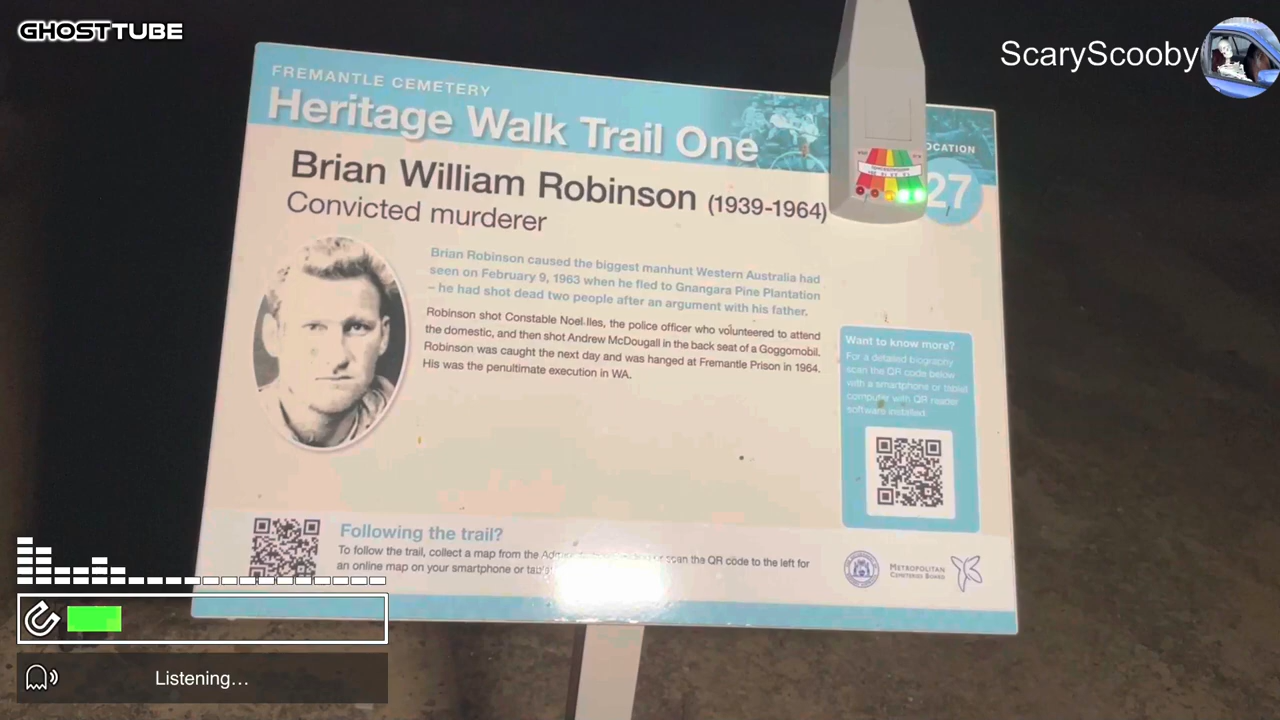 GHOSTTUBE
ScaryScooby
FREMANTLE CEMETERY
Heritage Walk Trail One
OCATION
27
Brian William Robinson (1939-1964)
Convicted murderer
Brian Robinson caused the biggest manhunt Western Australia had
seen on February 9, 1963 when he fled to Gnangara Pine Plantation
– he had shot dead two people after an argument with his father.
Robinson shot Constable Noel Iles, the police officer who volunteered to attend
the domestic, and then shot Andrew McDougall in the back seat of a Goggomobil.
Robinson was caught the next day and was hanged at Fremantle Prison in 1964.
His was the penultimate execution in WA.
Want to know more?
For a detailed biography
scan the QR code below
with a smartphone or tablet
computer with QR reader
software installed.
Following the trail?
To follow the trail, collect a map from the scan the QR code to the left for
an online map on your smartphone or
METROPOLITAN
CEMETERIES BOARD
Listening...